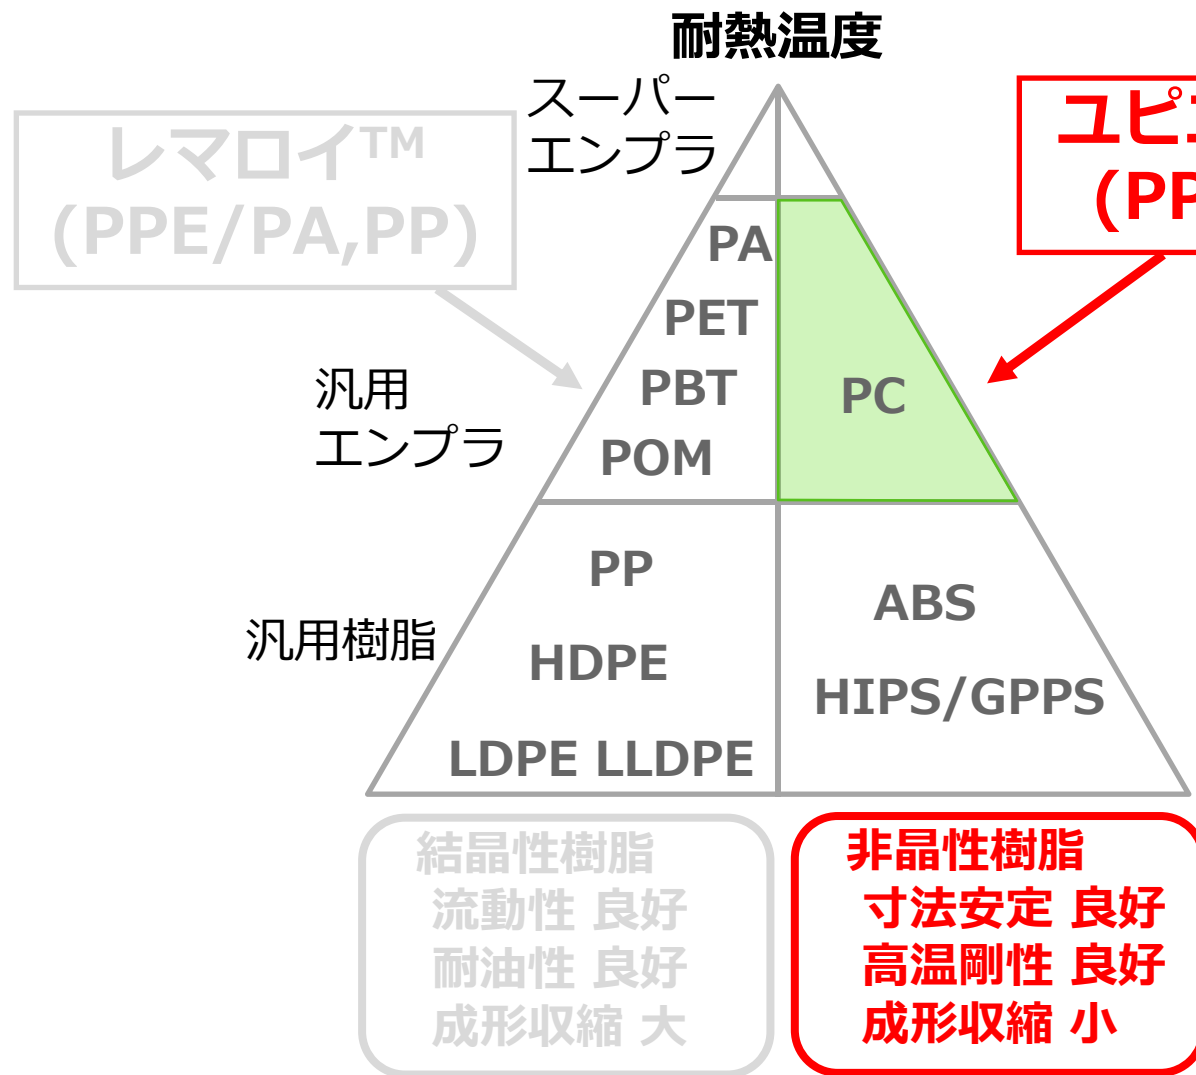 耐熱温度
スーパー
エンプラ
レマロイ™
(PPE/PA,PP)
PA
PET
PBT
POM
PC
汎用
エンプラ
PP
HDPE
LDPE LLDPE
ABS
HIPS/GPPS
汎用樹脂
結晶性樹脂
流動性 良好
耐油性 良好
成形収縮 大
非晶性樹脂
寸法安定 良好
高温剛性 良好
成形収縮 小